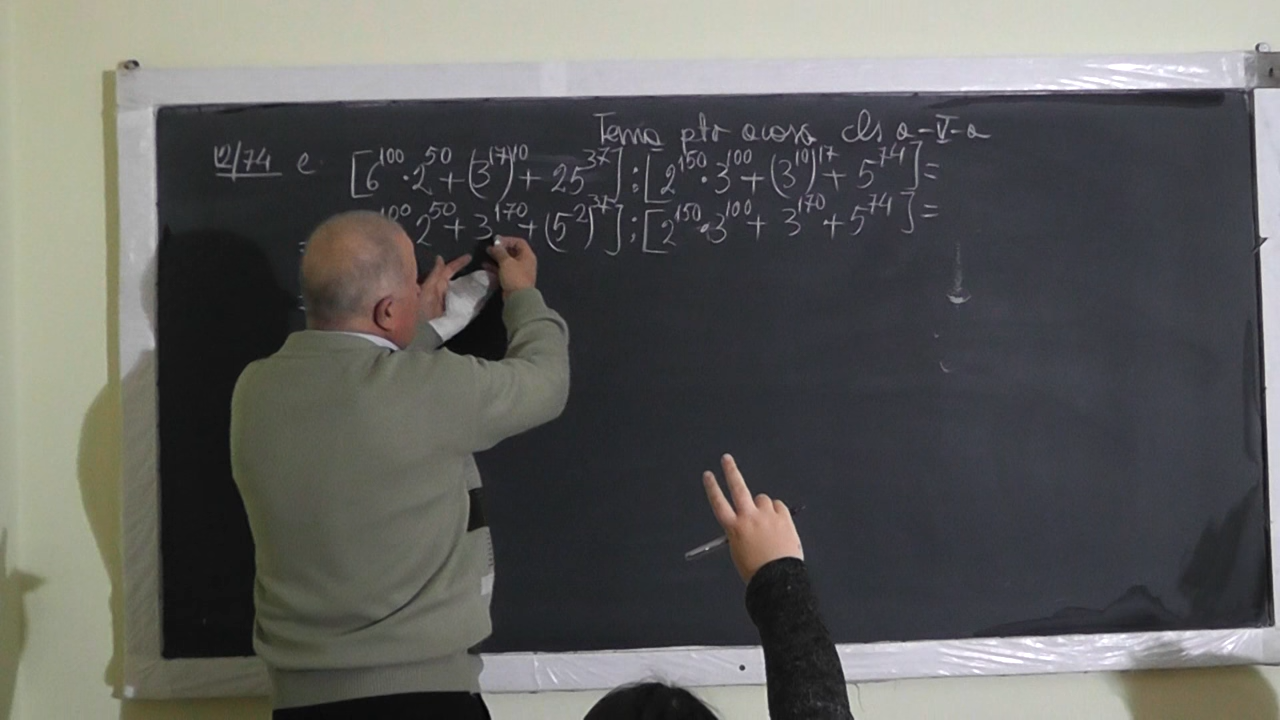 Tema ptr acasa cls a-V-a
12/74 e. [6^100 · 2^50 + (3^17)^10 + 25^37] : [2^150 · 3^100 + (3^10)^17 + 5^74] =
= ^100 2^50 + 3^170 + (5^2)^37] : [2^150 · 3^100 + 3^170 + 5^74] =
=